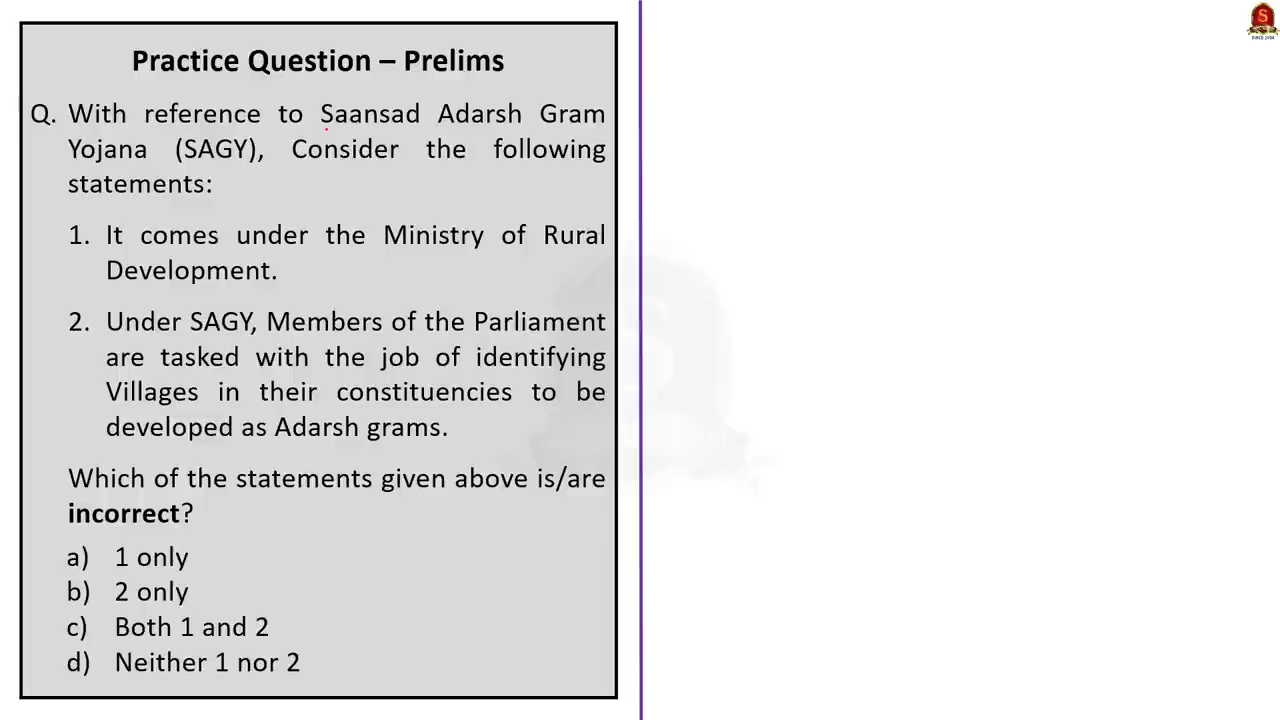 Practice Question – Prelims
Q. With reference to Saansad Adarsh Gram
Yojana (SAGY), Consider the following
statements:
1. It comes under the Ministry of Rural
Development.
2. Under SAGY, Members of the Parliament
are tasked with the job of identifying
Villages in their constituencies to be
developed as Adarsh grams.
Which of the statements given above is/are
incorrect?
a) 1 only
b) 2 only
c) Both 1 and 2
d) Neither 1 nor 2
S
SINCE 2004